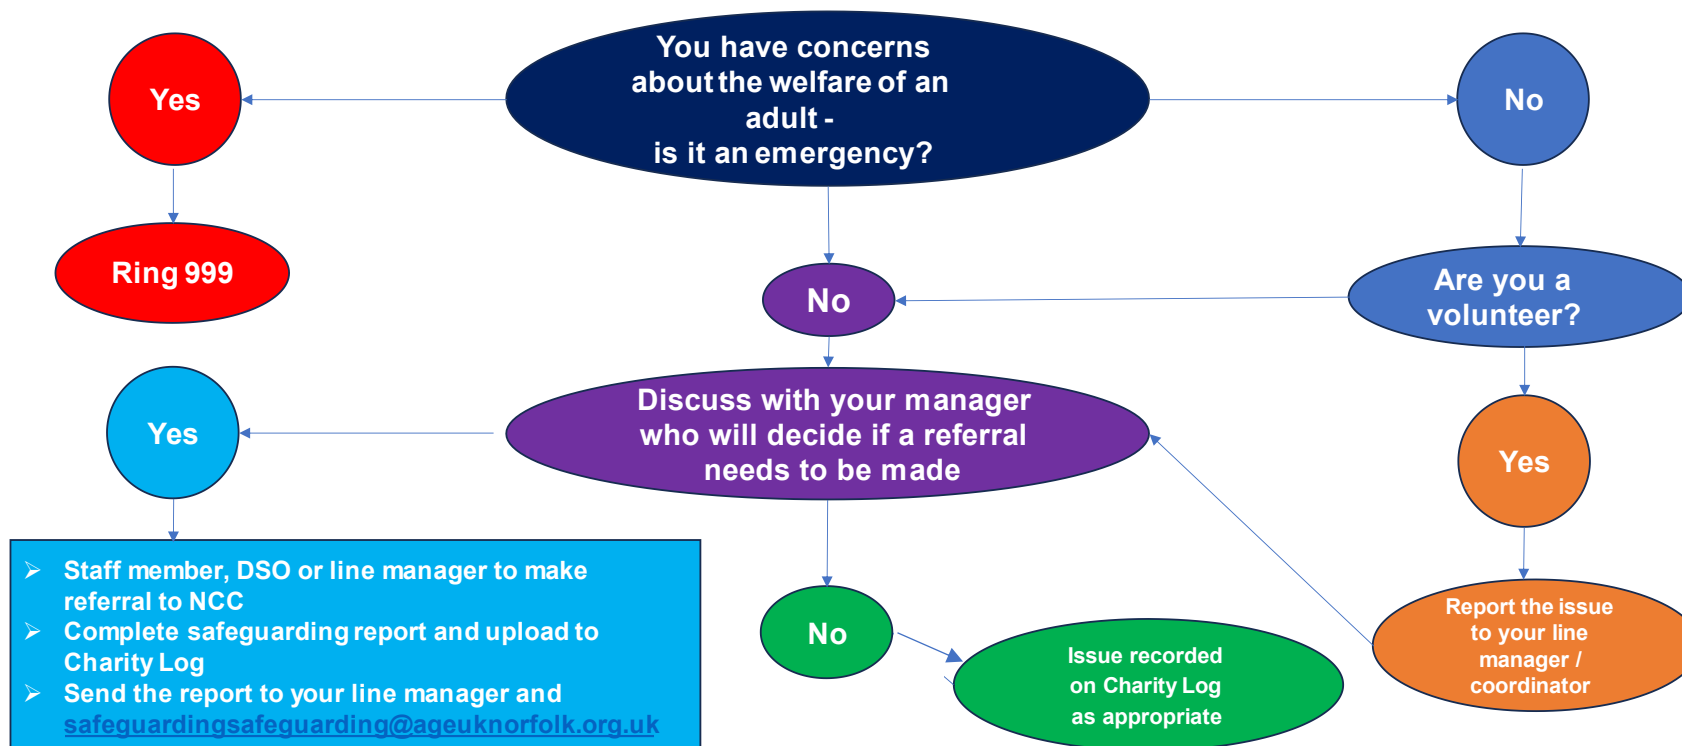 You have concerns
about the welfare of an
adult -
is it an emergency?
Yes
No
Ring 999
No
Are you a
volunteer?
Yes
Discuss with your manager
who will decide if a referral
needs to be made
Yes
➢ Staff member, DSO or line manager to make
referral to NCC
➢ Complete safeguarding report and upload to
Charity Log
➢ Send the report to your line manager and
safeguardingsafeguarding@ageuknorfolk.org.uk
No
Issue recorded
on Charity Log
as appropriate
Report the issue
to your line
manager /
coordinator